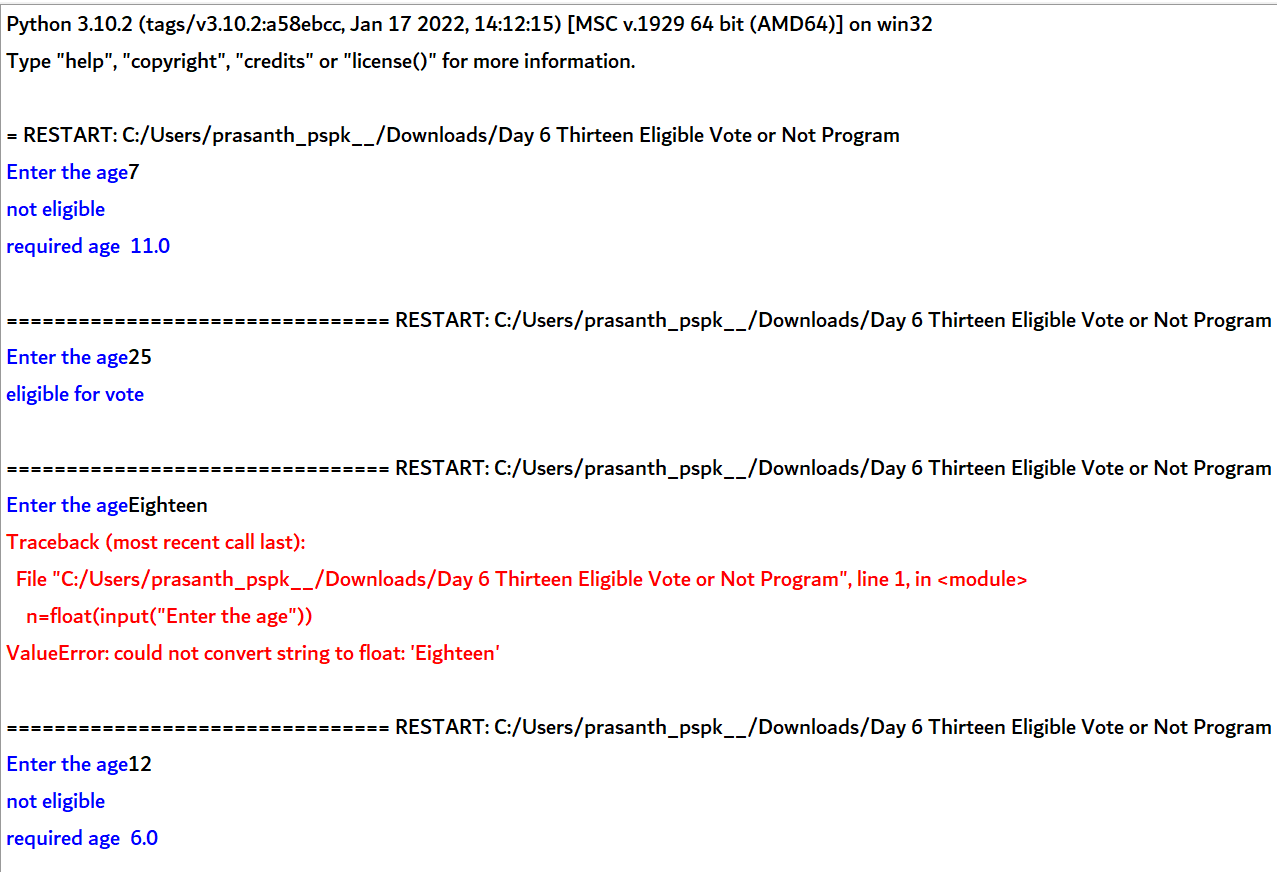 Python 3.10.2 (tags/v3.10.2:a58ebcc, Jan 17 2022, 14:12:15) [MSC v.1929 64 bit (AMD64)] on win32
Type "help", "copyright", "credits" or "license()" for more information.
= RESTART: C:/Users/prasanth_pspk__/Downloads/Day 6 Thirteen Eligible Vote or Not Program
Enter the age7
not eligible
required age  11.0
================================ RESTART: C:/Users/prasanth_pspk__/Downloads/Day 6 Thirteen Eligible Vote or Not Program
Enter the age25
eligible for vote
================================ RESTART: C:/Users/prasanth_pspk__/Downloads/Day 6 Thirteen Eligible Vote or Not Program
Enter the ageEighteen
Traceback (most recent call last):
  File "C:/Users/prasanth_pspk__/Downloads/Day 6 Thirteen Eligible Vote or Not Program", line 1, in <module>
    n=float(input("Enter the age"))
ValueError: could not convert string to float: 'Eighteen'
================================ RESTART: C:/Users/prasanth_pspk__/Downloads/Day 6 Thirteen Eligible Vote or Not Program
Enter the age12
not eligible
required age  6.0